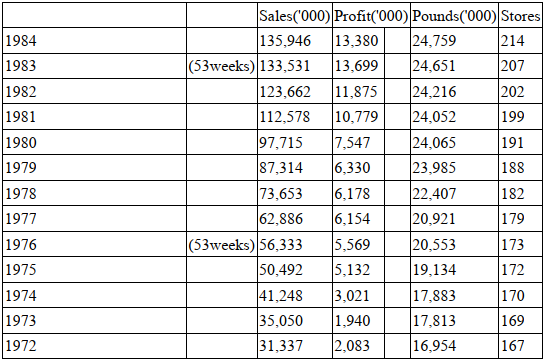 Sales('000) Profit('000) Pounds('000) Stores
1984 135,946 13,380 24,759 214
1983 (53weeks) 133,531 13,699 24,651 207
1982 123,662 11,875 24,216 202
1981 112,578 10,779 24,052 199
1980 97,715 7,547 24,065 191
1979 87,314 6,330 23,985 188
1978 73,653 6,178 22,407 182
1977 62,886 6,154 20,921 179
1976 (53weeks) 56,333 5,569 20,553 173
1975 50,492 5,132 19,134 172
1974 41,248 3,021 17,883 170
1973 35,050 1,940 17,813 169
1972 31,337 2,083 16,954 167